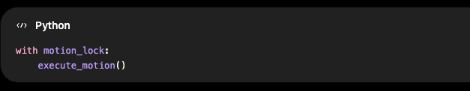 </> Python
with motion_lock:
    execute_motion()